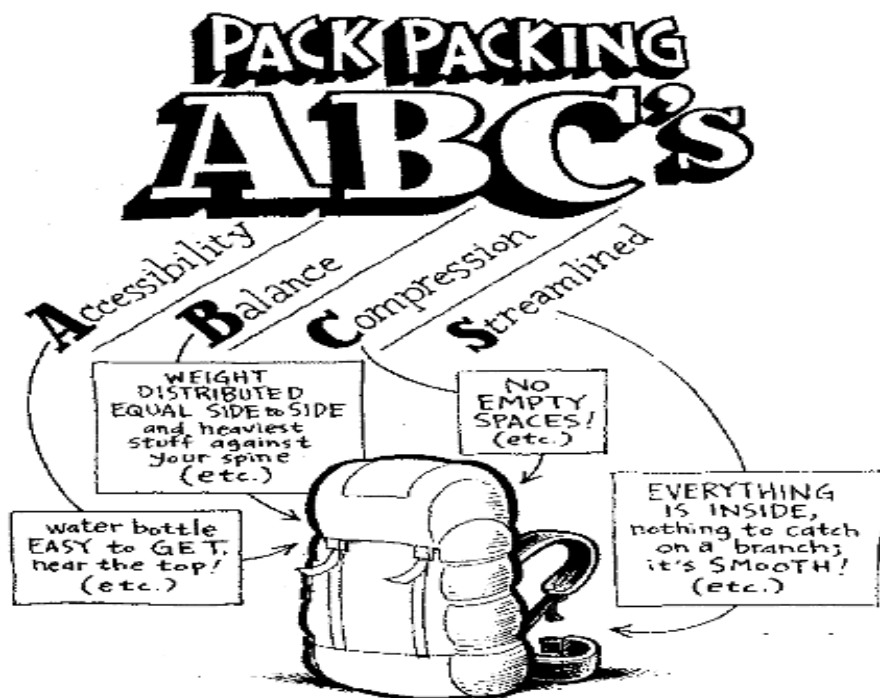 PACK PACKING
ABC's
Accessibility
Balance
Compression
Streamlined
WEIGHT
DISTRIBUTED
EQUAL SIDE to SIDE
and heaviest
stuff against
your spine
(etc.)
NO
EMPTY
SPACES!
(etc.)
water bottle
EASY to GET,
near the top!
(etc.)
EVERYTHING
IS INSIDE,
nothing to catch
on a branch;
it's SMOOTH!
(etc.)